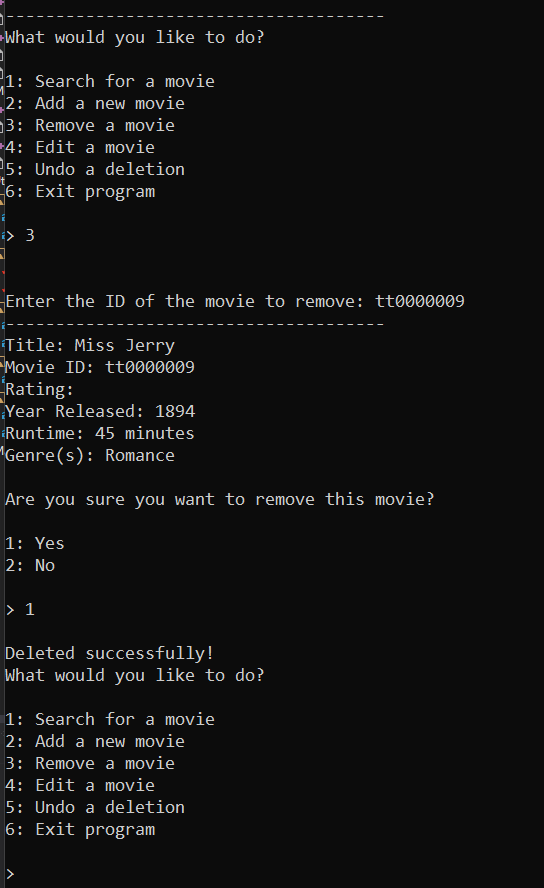 --------------------------------------
What would you like to do?
1: Search for a movie
2: Add a new movie
3: Remove a movie
4: Edit a movie
5: Undo a deletion
6: Exit program
> 3
Enter the ID of the movie to remove: tt0000009
--------------------------------------
Title: Miss Jerry
Movie ID: tt0000009
Rating:
Year Released: 1894
Runtime: 45 minutes
Genre(s): Romance
Are you sure you want to remove this movie?
1: Yes
2: No
> 1
Deleted successfully!
What would you like to do?
1: Search for a movie
2: Add a new movie
3: Remove a movie
4: Edit a movie
5: Undo a deletion
6: Exit program
>